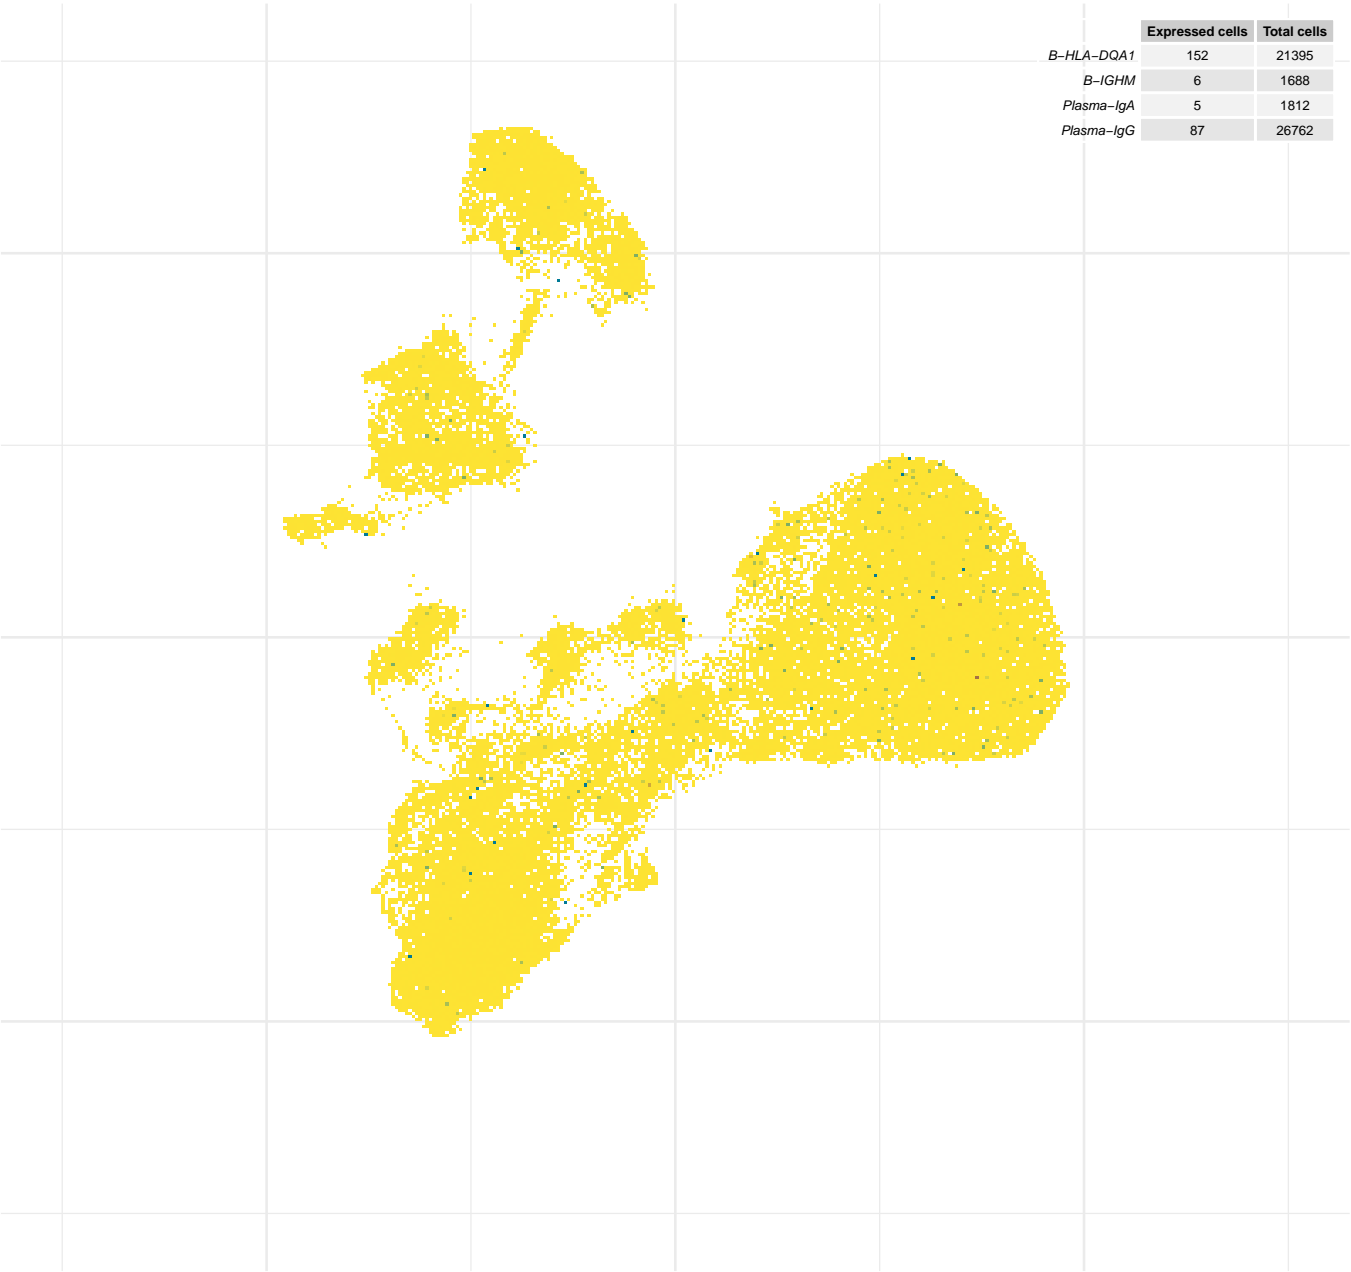 Expressed cells Total cells
B−HLA−DQA1 152 21395
B−IGHM 6 1688
Plasma−IgA 5 1812
Plasma−IgG 87 26762